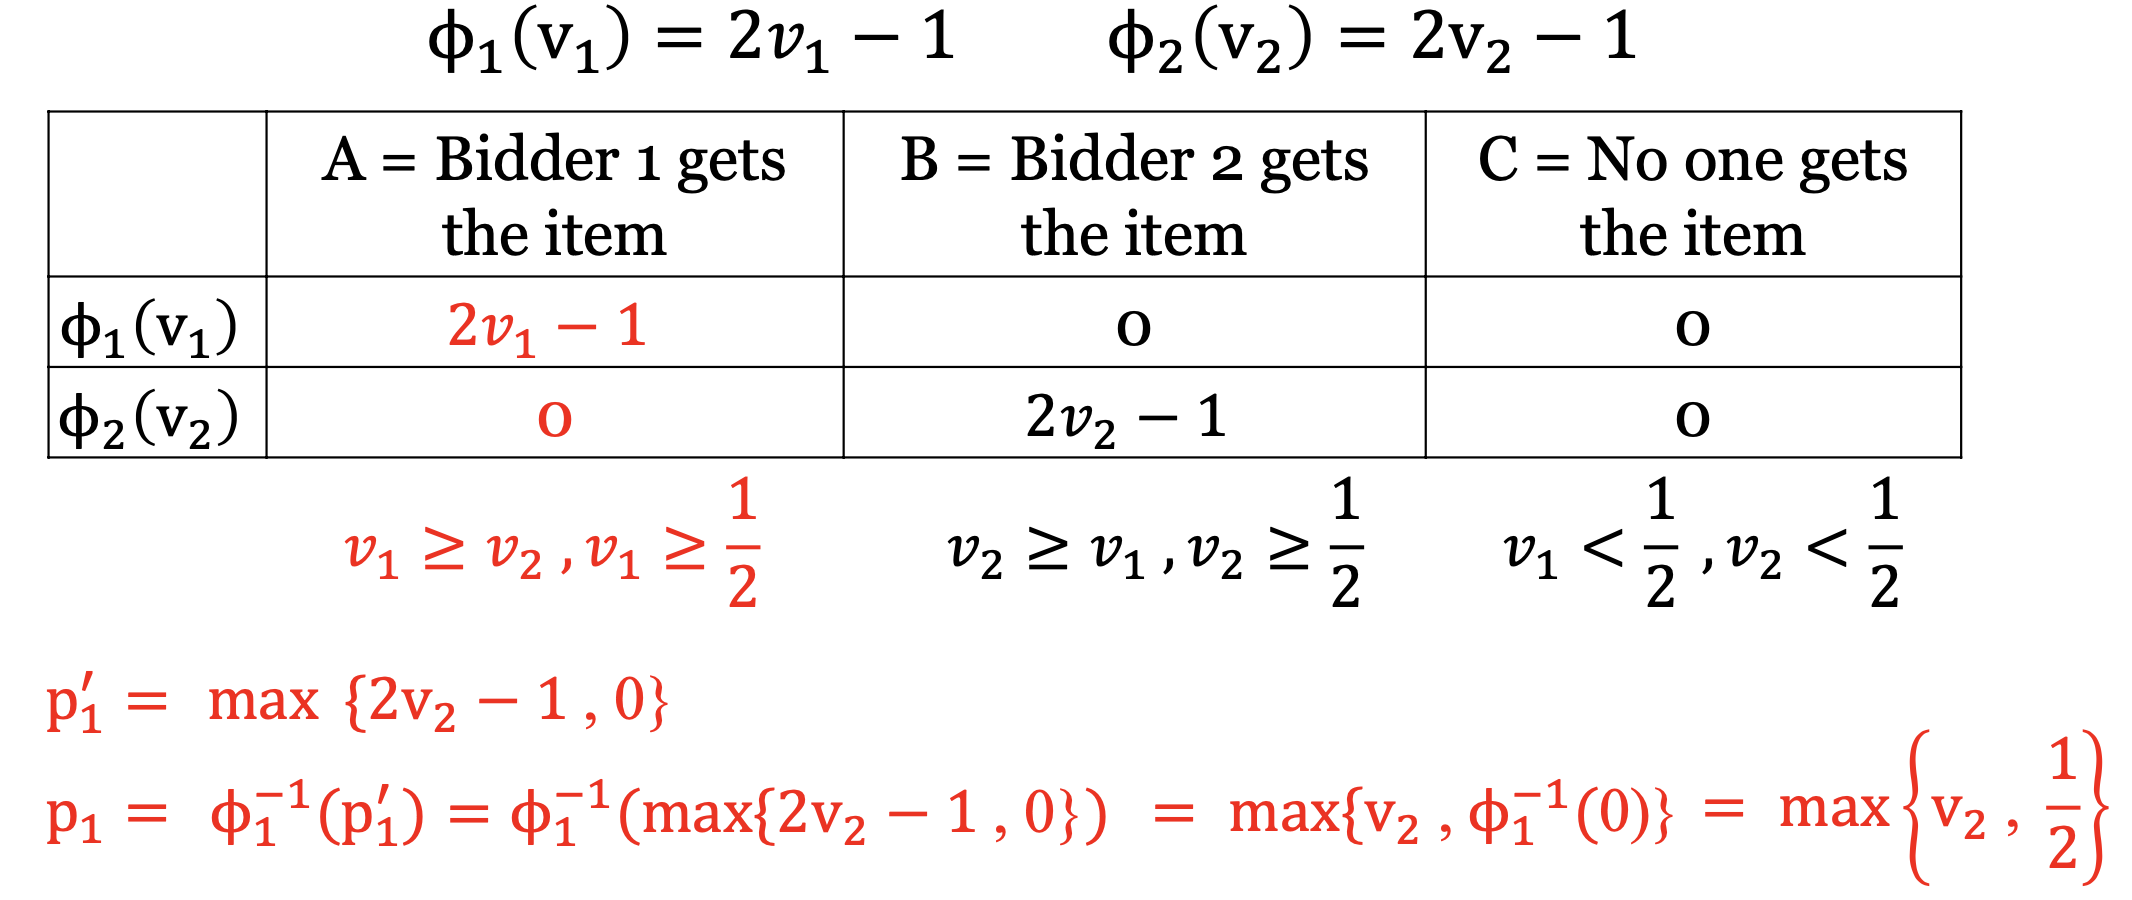 ϕ₁(v₁) = 2v₁ − 1 ϕ₂(v₂) = 2v₂ − 1
A = Bidder 1 gets the item
B = Bidder 2 gets the item
C = No one gets the item
ϕ₁(v₁) 2v₁ − 1 0 0
ϕ₂(v₂) 0 2v₂ − 1 0
v₁ ≥ v₂ , v₁ ≥ 1/2 v₂ ≥ v₁ , v₂ ≥ 1/2 v₁ < 1/2 , v₂ < 1/2
p₁′ = max {2v₂ − 1 , 0}
p₁ = ϕ₁⁻¹(p₁′) = ϕ₁⁻¹(max{2v₂ − 1 , 0}) = max{v₂ , ϕ₁⁻¹(0)} = max{v₂ , 1/2}